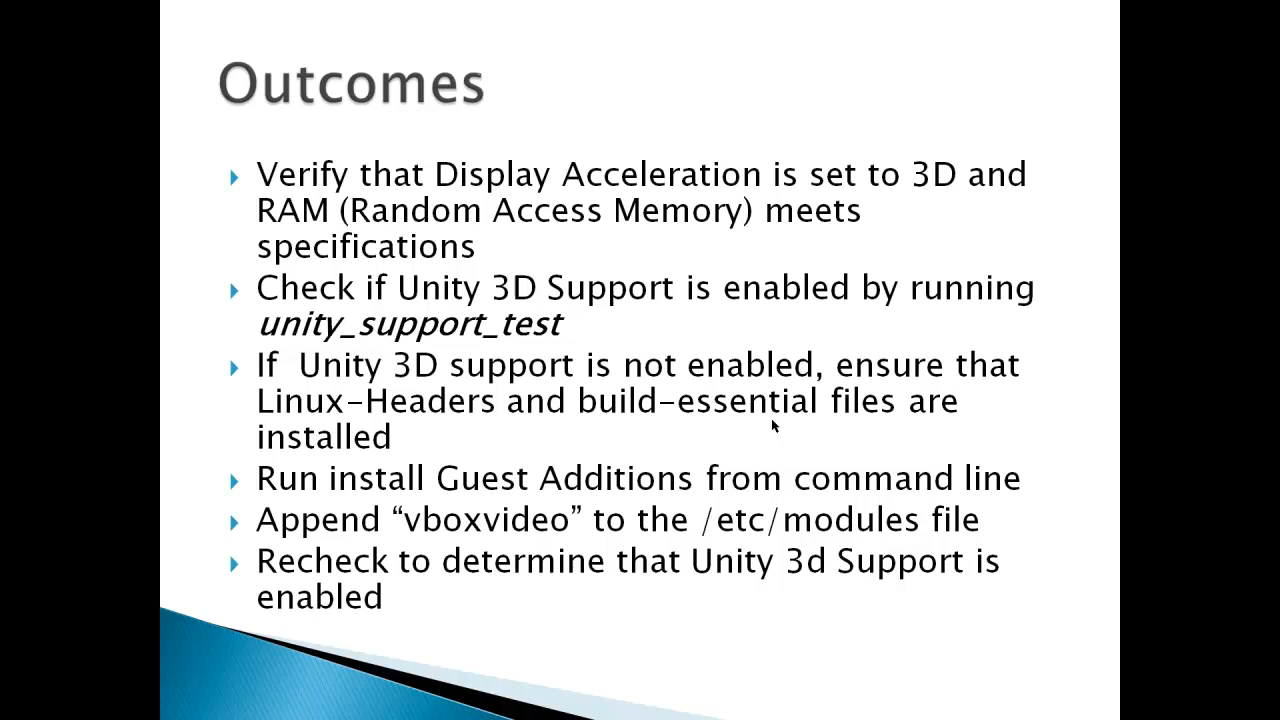 Outcomes
Verify that Display Acceleration is set to 3D and
RAM (Random Access Memory) meets
specifications
Check if Unity 3D Support is enabled by running
unity_support_test
If  Unity 3D support is not enabled, ensure that
Linux-Headers and build-essential files are
installed
Run install Guest Additions from command line
Append “vboxvideo” to the /etc/modules file
Recheck to determine that Unity 3d Support is
enabled